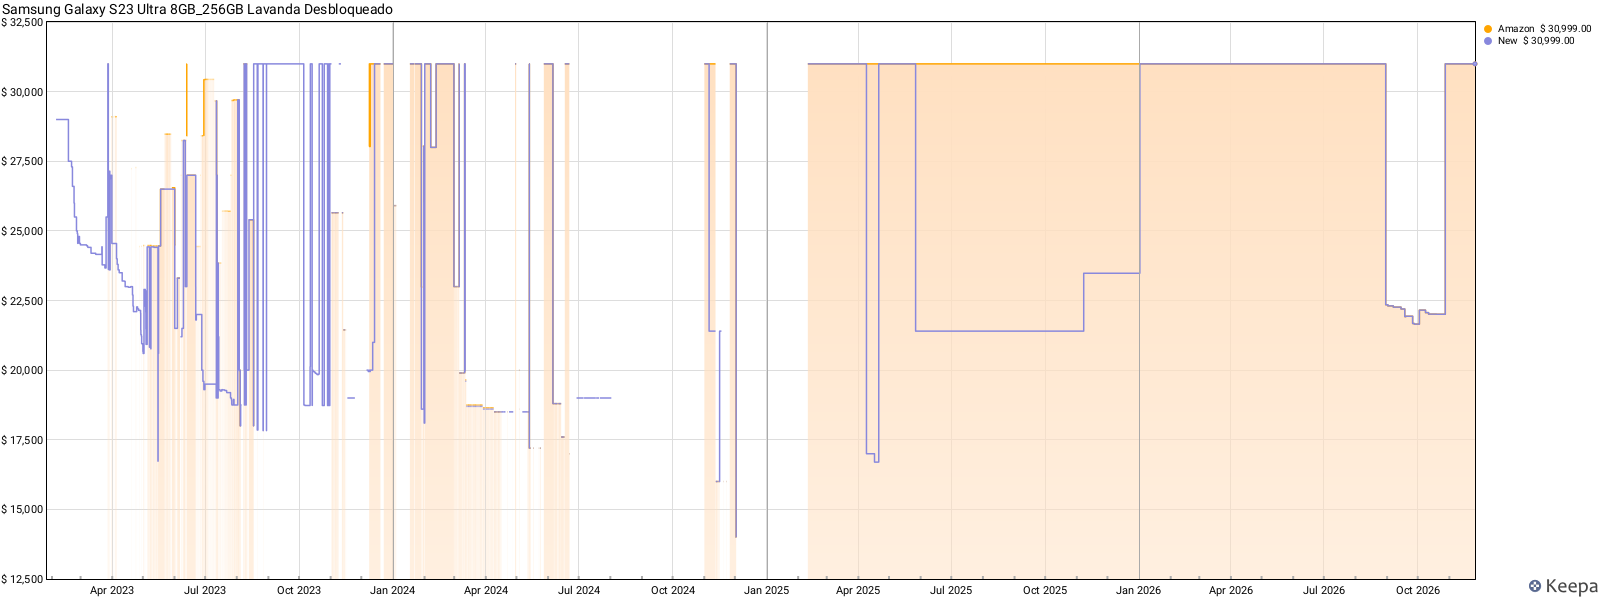 Samsung Galaxy S23 Ultra 8GB_256GB Lavanda Desbloqueado
$ 32,500
$ 30,000
$ 27,500
$ 25,000
$ 22,500
$ 20,000
$ 17,500
$ 15,000
$ 12,500
Apr 2023
Jul 2023
Oct 2023
Jan 2024
Apr 2024
Jul 2024
Oct 2024
Jan 2025
Apr 2025
Jul 2025
Oct 2025
Jan 2026
Apr 2026
Jul 2026
Oct 2026
Amazon $ 30,999.00
New $ 30,999.00
Keepa